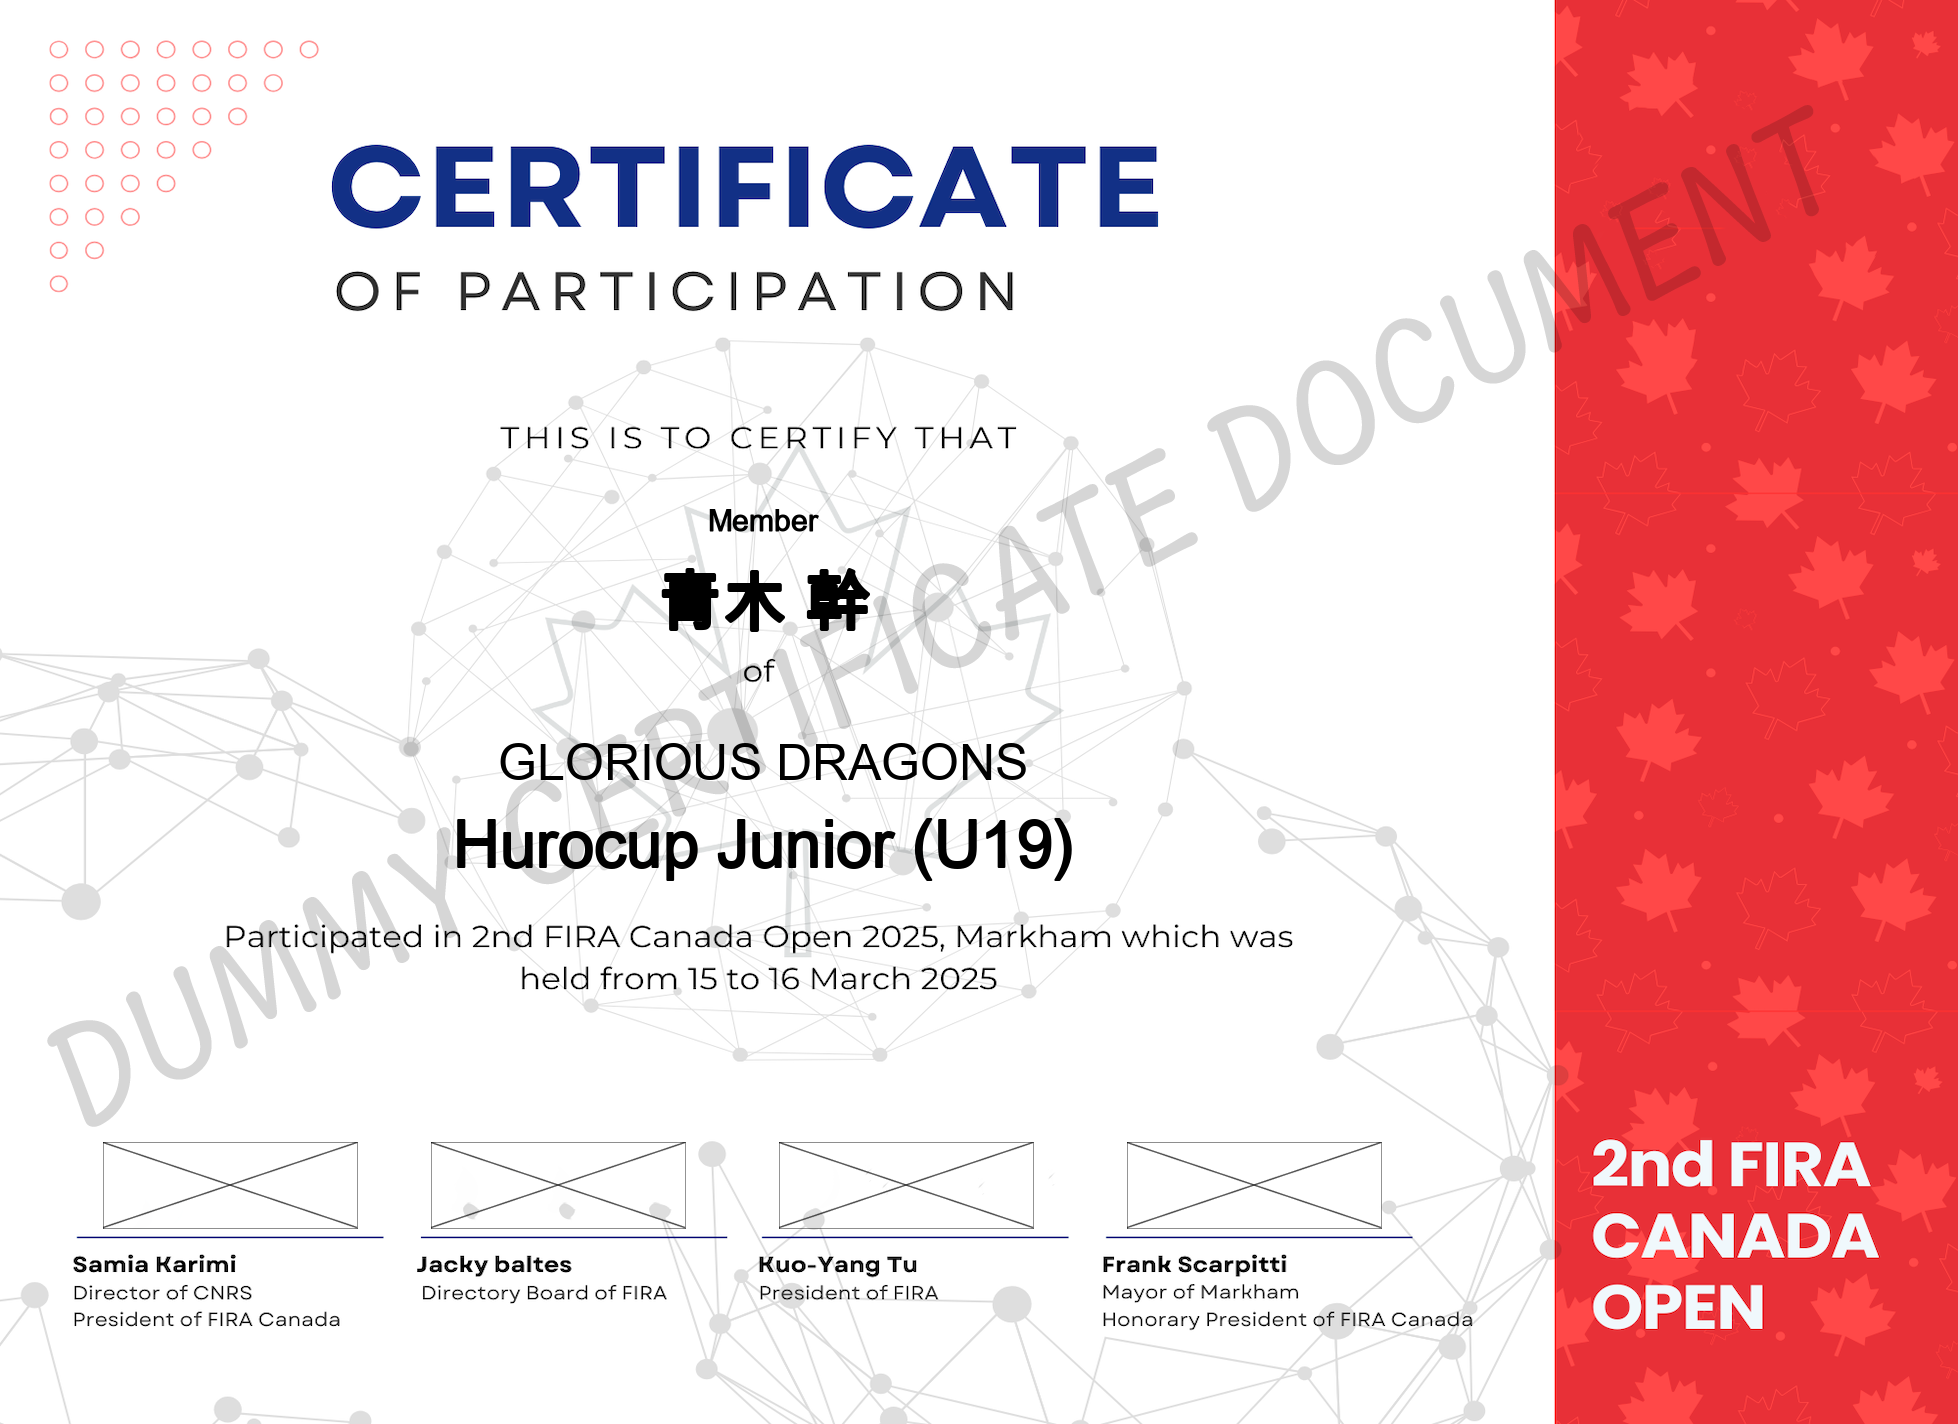 CERTIFICATE
OF PARTICIPATION
THIS IS TO CERTIFY THAT
Member
青木 幹
of
GLORIOUS DRAGONS
Hurocup Junior (U19)
Participated in 2nd FIRA Canada Open 2025, Markham which was
held from 15 to 16 March 2025
DUMMY CERTIFICATE DOCUMENT
Samia Karimi
Director of CNRS
President of FIRA Canada
Jacky baltes
Directory Board of FIRA
Kuo-Yang Tu
President of FIRA
Frank Scarpitti
Mayor of Markham
Honorary President of FIRA Canada
2nd FIRA
CANADA
OPEN